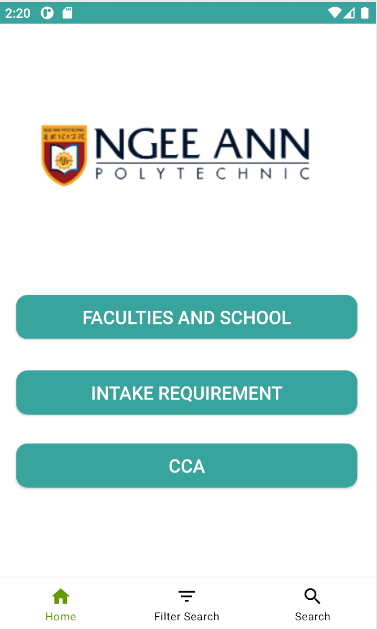 2:20
NGEE ANN
POLYTECHNIC
FACULTIES AND SCHOOL
INTAKE REQUIREMENT
CCA
Home
Filter Search
Search